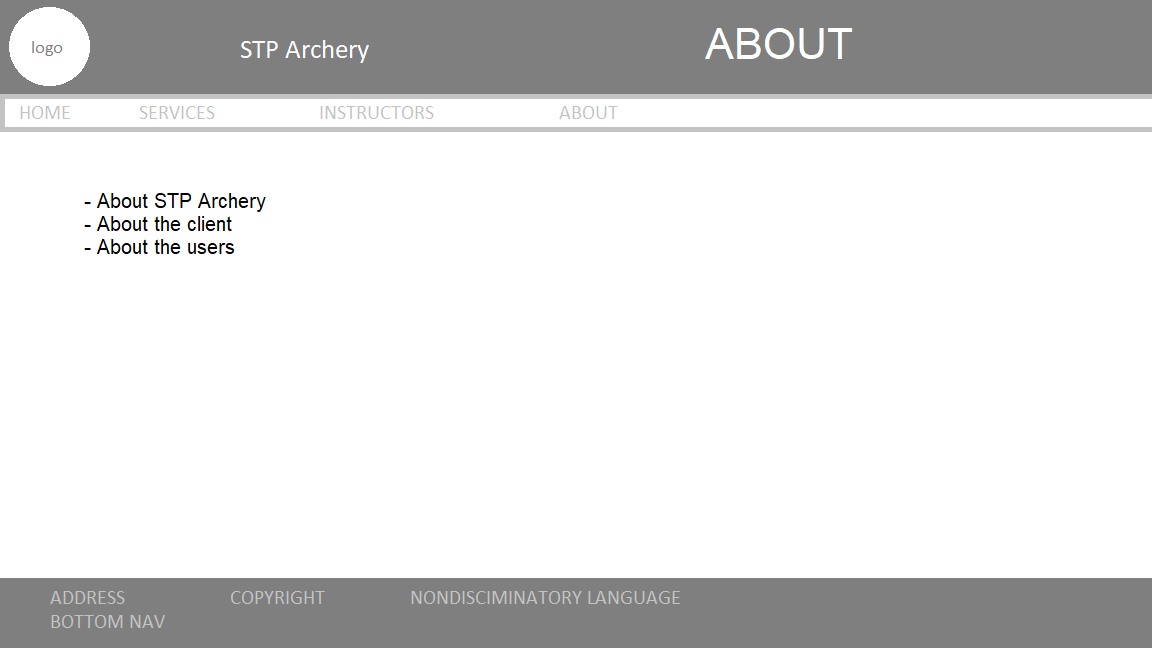 logo
STP Archery
ABOUT
HOME SERVICES INSTRUCTORS ABOUT
- About STP Archery
- About the client
- About the users
ADDRESS COPYRIGHT NONDISCIMINATORY LANGUAGE
BOTTOM NAV